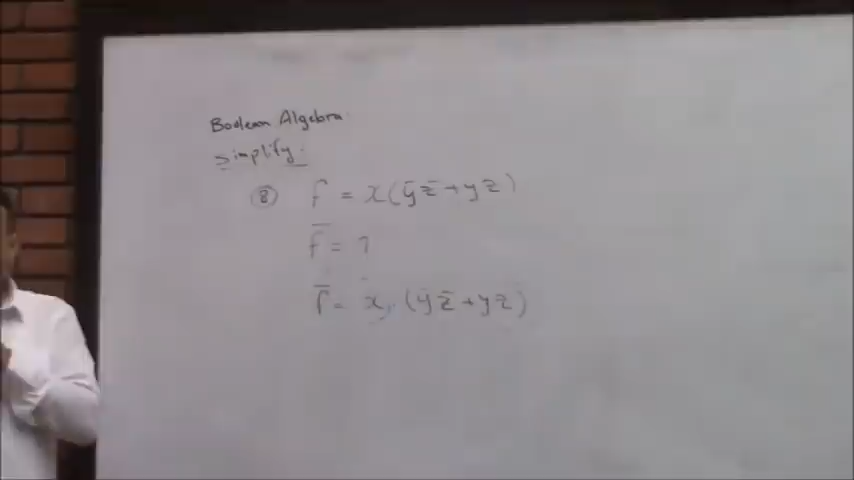 Boolean Algebra
Simplify.
⑧ f = x(ȳz̄ + yz)
f̄ = ?
f̄ = x, (ȳz̄ + yz)